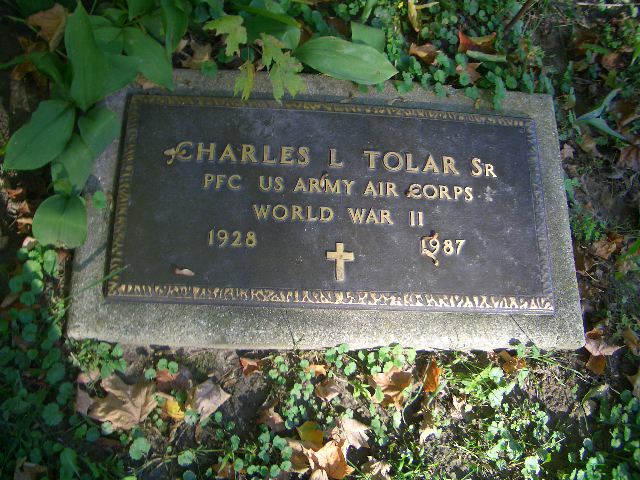 CHARLES L TOLAR SR
PFC US ARMY AIR CORPS
WORLD WAR II
1928 1987